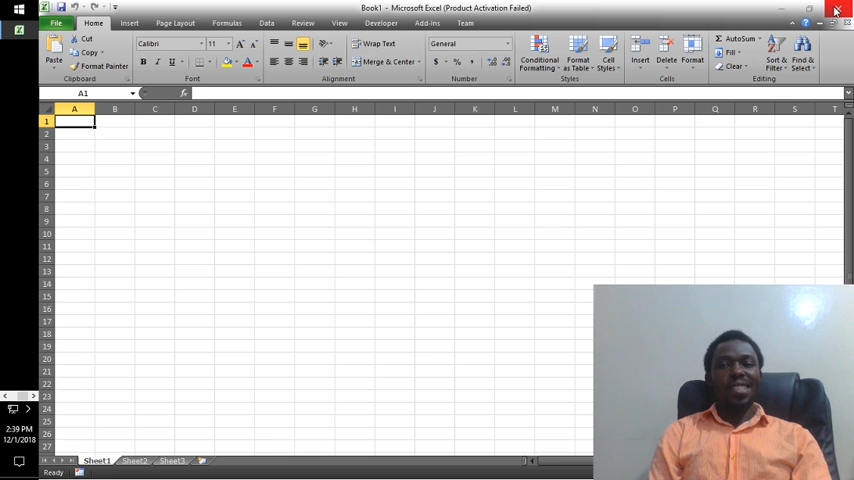 Book1 - Microsoft Excel (Product Activation Failed)
File Home Insert Page Layout Formulas Data Review View Developer Add-Ins Team
Cut
Copy
Format Painter
Paste
Clipboard
Calibri 11
B I U
Font
Wrap Text
Merge & Center
Alignment
General
$ % ,
Number
Conditional Formatting
Format as Table
Cell Styles
Styles
Insert Delete Format
Cells
Σ AutoSum
Fill
Clear
Sort & Filter
Find & Select
Editing
A1 fx
A B C D E F G H I J K L M N O P Q R S T
1
2
3
4
5
6
7
8
9
10
11
12
13
14
15
16
17
18
19
20
21
22
23
24
25
26
27
2:39 PM
12/1/2018
Sheet1 Sheet2 Sheet3
Ready